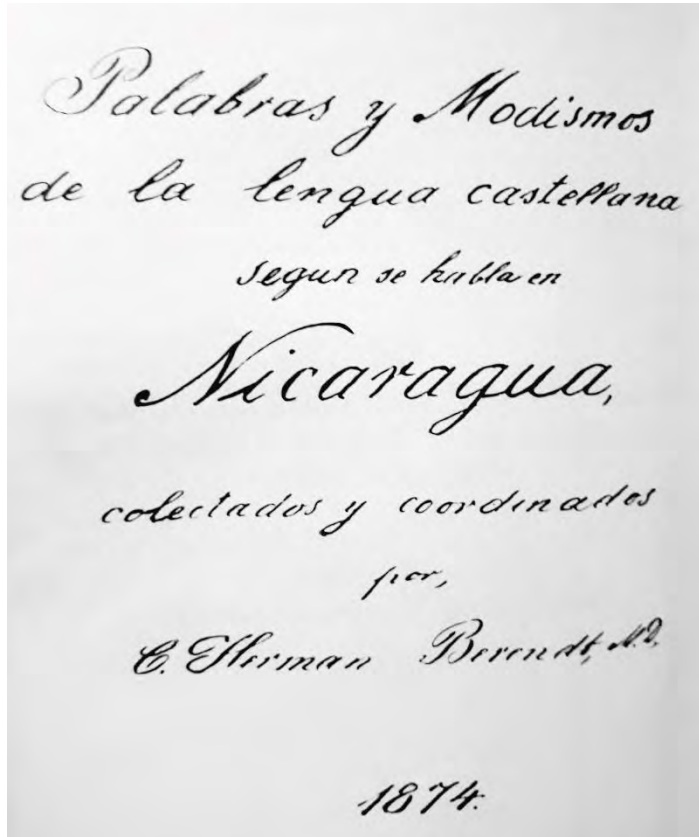 Palabras y Modismos
de la lengua castellana
segun se habla en
Nicaragua,
colectados y coordinados
por,
C. Herman Berendt, M.D.
1874.